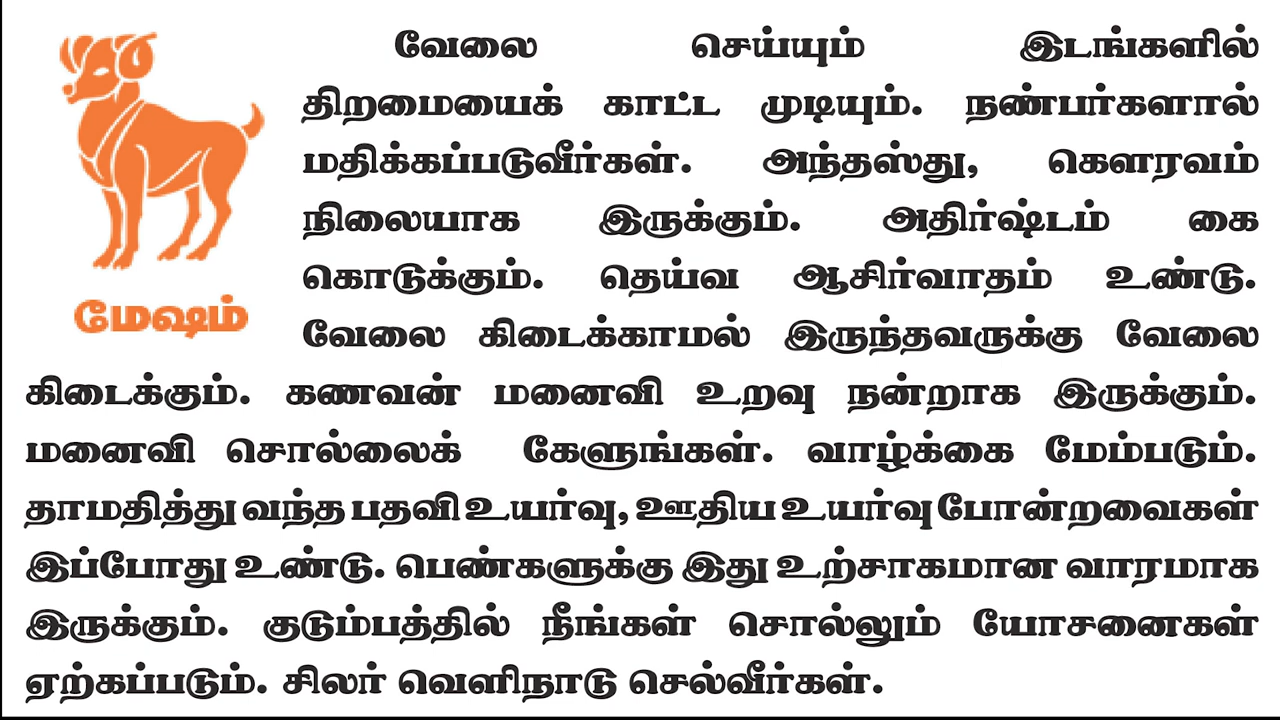 வேலை செய்யும் இடங்களில்
திறமையைக் காட்ட முடியும். நண்பர்களால்
மதிக்கப்படுவீர்கள். அந்தஸ்து, கௌரவம்
நிலையாக இருக்கும். அதிர்ஷ்டம் கை
கொடுக்கும். தெய்வ ஆசிர்வாதம் உண்டு.
மேஷம்
வேலை கிடைக்காமல் இருந்தவருக்கு வேலை
கிடைக்கும். கணவன் மனைவி உறவு நன்றாக இருக்கும்.
மனைவி சொல்லைக் கேளுங்கள். வாழ்க்கை மேம்படும்.
தாமதித்து வந்த பதவி உயர்வு, ஊதிய உயர்வு போன்றவைகள்
இப்போது உண்டு. பெண்களுக்கு இது உற்சாகமான வாரமாக
இருக்கும். குடும்பத்தில் நீங்கள் சொல்லும் யோசனைகள்
ஏற்கப்படும். சிலர் வெளிநாடு செல்வீர்கள்.